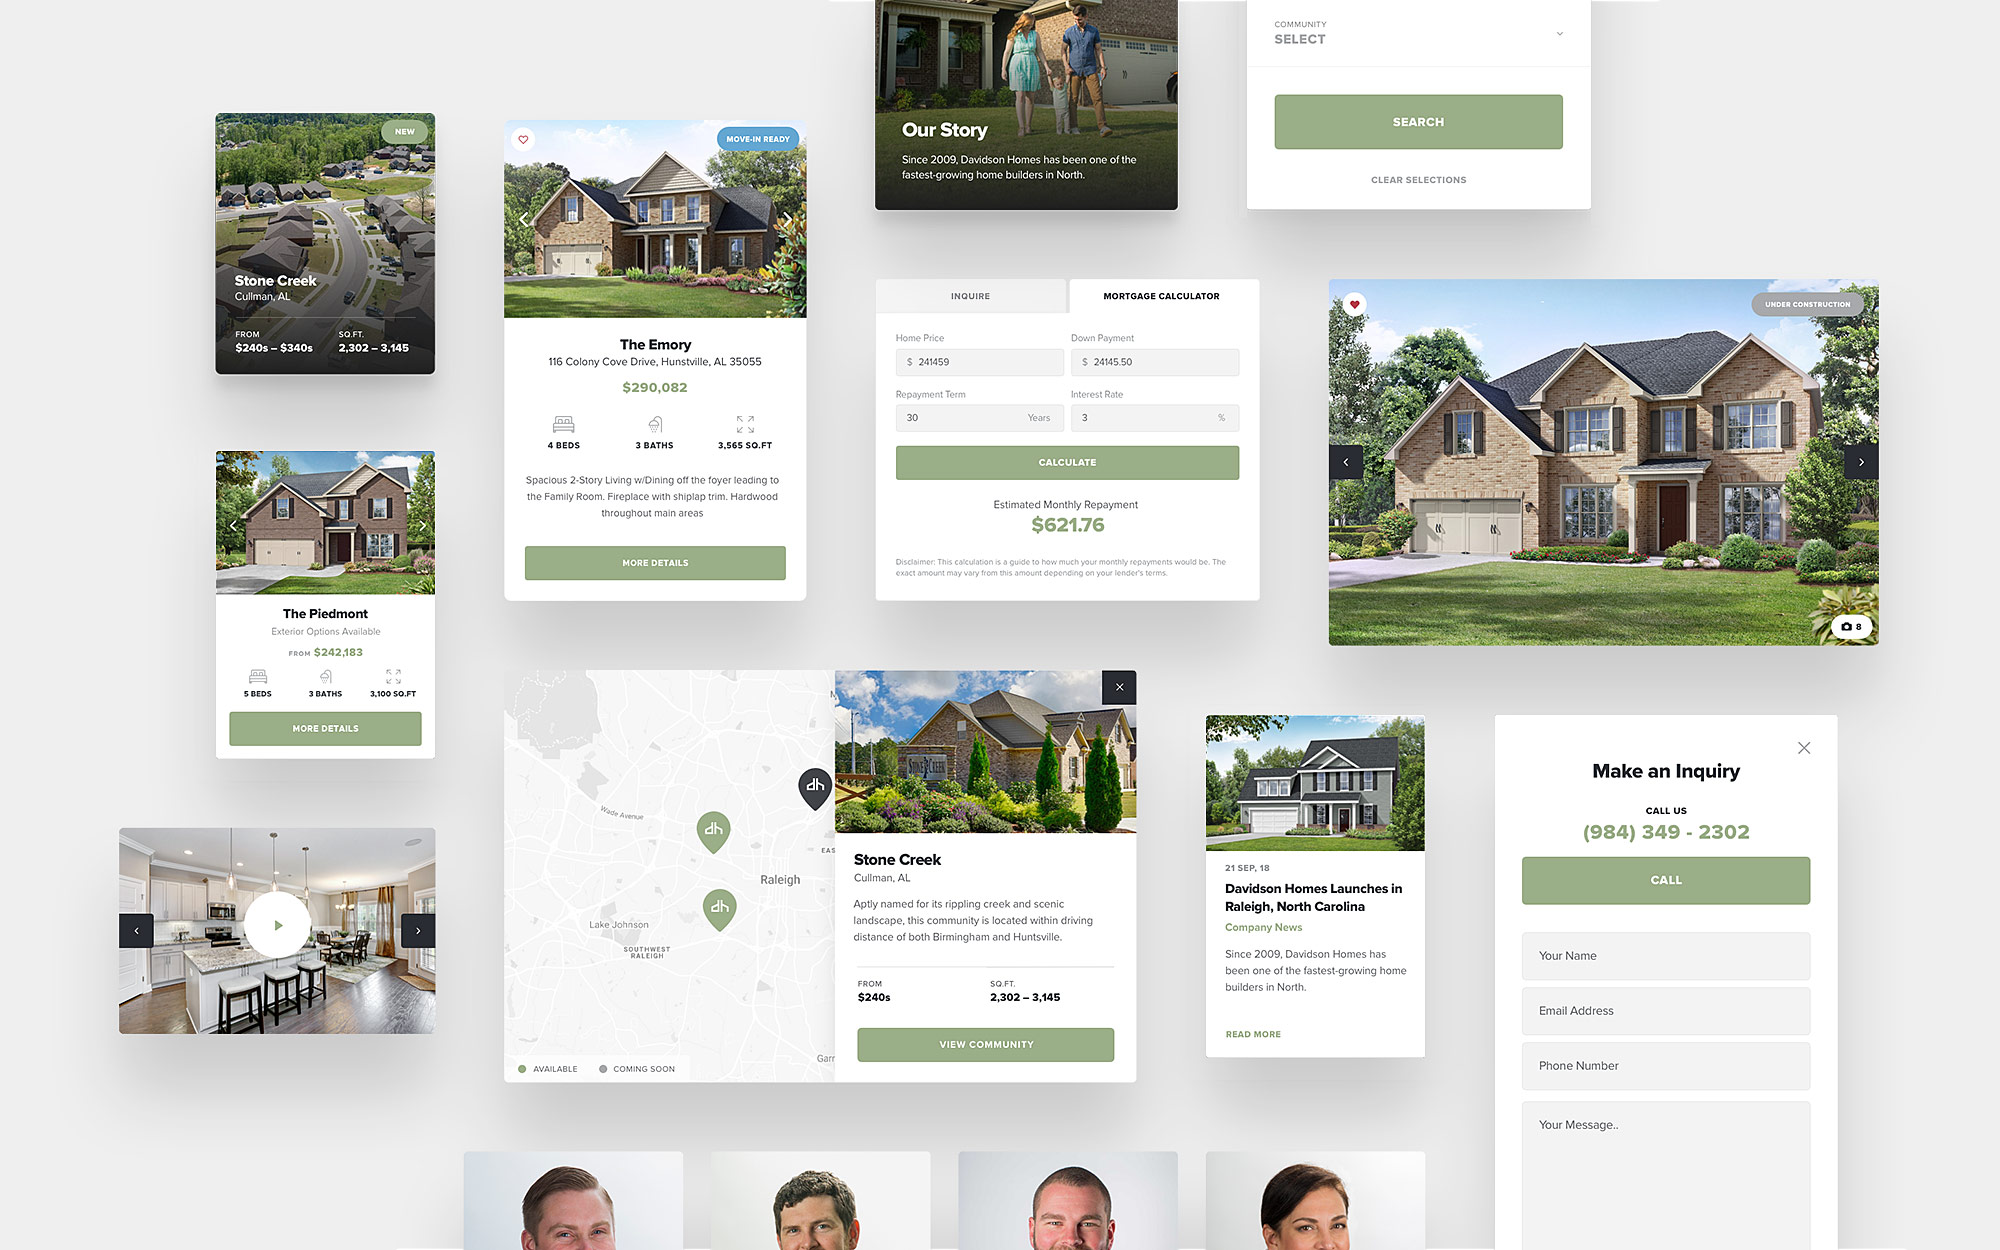 Our Story
Since 2009, Davidson Homes has been one of the
fastest-growing home builders in North.
COMMUNITY
SELECT
SEARCH
CLEAR SELECTIONS
NEW
Stone Creek
Cullman, AL
FROM
$240s – $340s
SQ.FT.
2,302 – 3,145
MOVE-IN READY
The Emory
116 Colony Cove Drive, Hunstville, AL 35055
$290,082
4 BEDS
3 BATHS
3,565 SQ.FT
Spacious 2-Story Living w/Dining off the foyer leading to
the Family Room. Fireplace with shiplap trim. Hardwood
throughout main areas
MORE DETAILS
INQUIRE
MORTGAGE CALCULATOR
Home Price
$ 241459
Down Payment
$ 24145.50
Repayment Term
30 Years
Interest Rate
3 %
CALCULATE
Estimated Monthly Repayment
$621.76
Disclaimer: This calculation is a guide to how much your monthly repayments would be. The
exact amount may vary from this amount depending on your lender's terms.
UNDER CONSTRUCTION
8
The Piedmont
Exterior Options Available
FROM $242,183
5 BEDS
3 BATHS
3,100 SQ.FT
MORE DETAILS
Wade Avenue
dh
dh
dh
EAS
Raleigh
Lake Johnson
SOUTHWEST
RALEIGH
Garr
AVAILABLE
COMING SOON
STONE CREEK
Stone Creek
Cullman, AL
Aptly named for its rippling creek and scenic
landscape, this community is located within driving
distance of both Birmingham and Huntsville.
FROM
$240s
SQ.FT.
2,302 – 3,145
VIEW COMMUNITY
21 SEP, 18
Davidson Homes Launches in
Raleigh, North Carolina
Company News
Since 2009, Davidson Homes has
been one of the fastest-growing home
builders in North.
READ MORE
Make an Inquiry
CALL US
(984) 349 - 2302
CALL
Your Name
Email Address
Phone Number
Your Message..